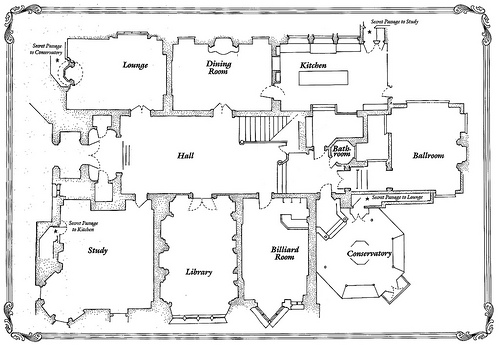 Secret Passage to Study
Secret Passage
to Conservatory
Lounge
Dining
Room
Kitchen
Hall
Bath-
room
Ballroom
Secret Passage to Lounge
Secret Passage
to Kitchen
Study
Library
Billiard
Room
Conservatory